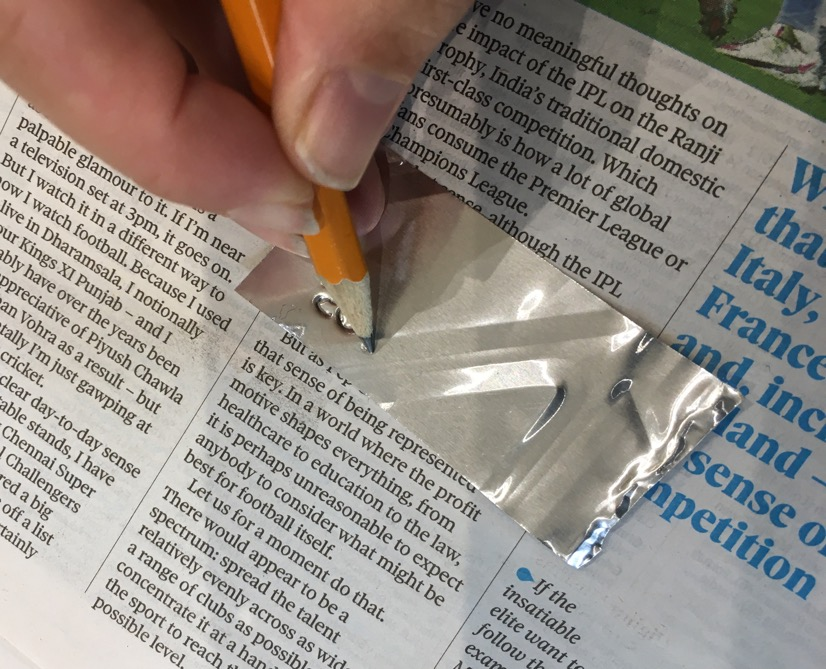 palpable glamour to it. If I'm near
a television set at 3pm, it goes on.
But I watch it in a different way to
how I watch football. Because I used
live in Dharamsala, I notionally
our Kings XI Punjab – and I
ably have over the years been
appreciative of Piyush Chawla
an Vohra as a result – but
tally I'm just gawping at
cricket.
clear day-to-day sense
able stands, I have
Chennai Super
Challengers
red a big
off a list
rtainly
But as
that sense of being represented
is key. In a world where the profit
motive shapes everything, from
healthcare to education to the law,
it is perhaps unreasonable to expect
anybody to consider what might be
best for football itself.
Let us for a moment do that.
There would appear to be a
spectrum: spread the talent
relatively evenly across as wid
a range of clubs as possible
concentrate it at a hand
the sport to reach th
possible level,
ve no meaningful thoughts on
e impact of the IPL on the Ranji
rophy, India's traditional domestic
irst-class competition. Which
presumably is how a lot of global
ans consume the Premier League or
Champions League.
sense, although the IPL
W
that
Italy,
France
and, incl
land –
sense o
mpetition
If the
insatiable
elite want to
follow the
exam